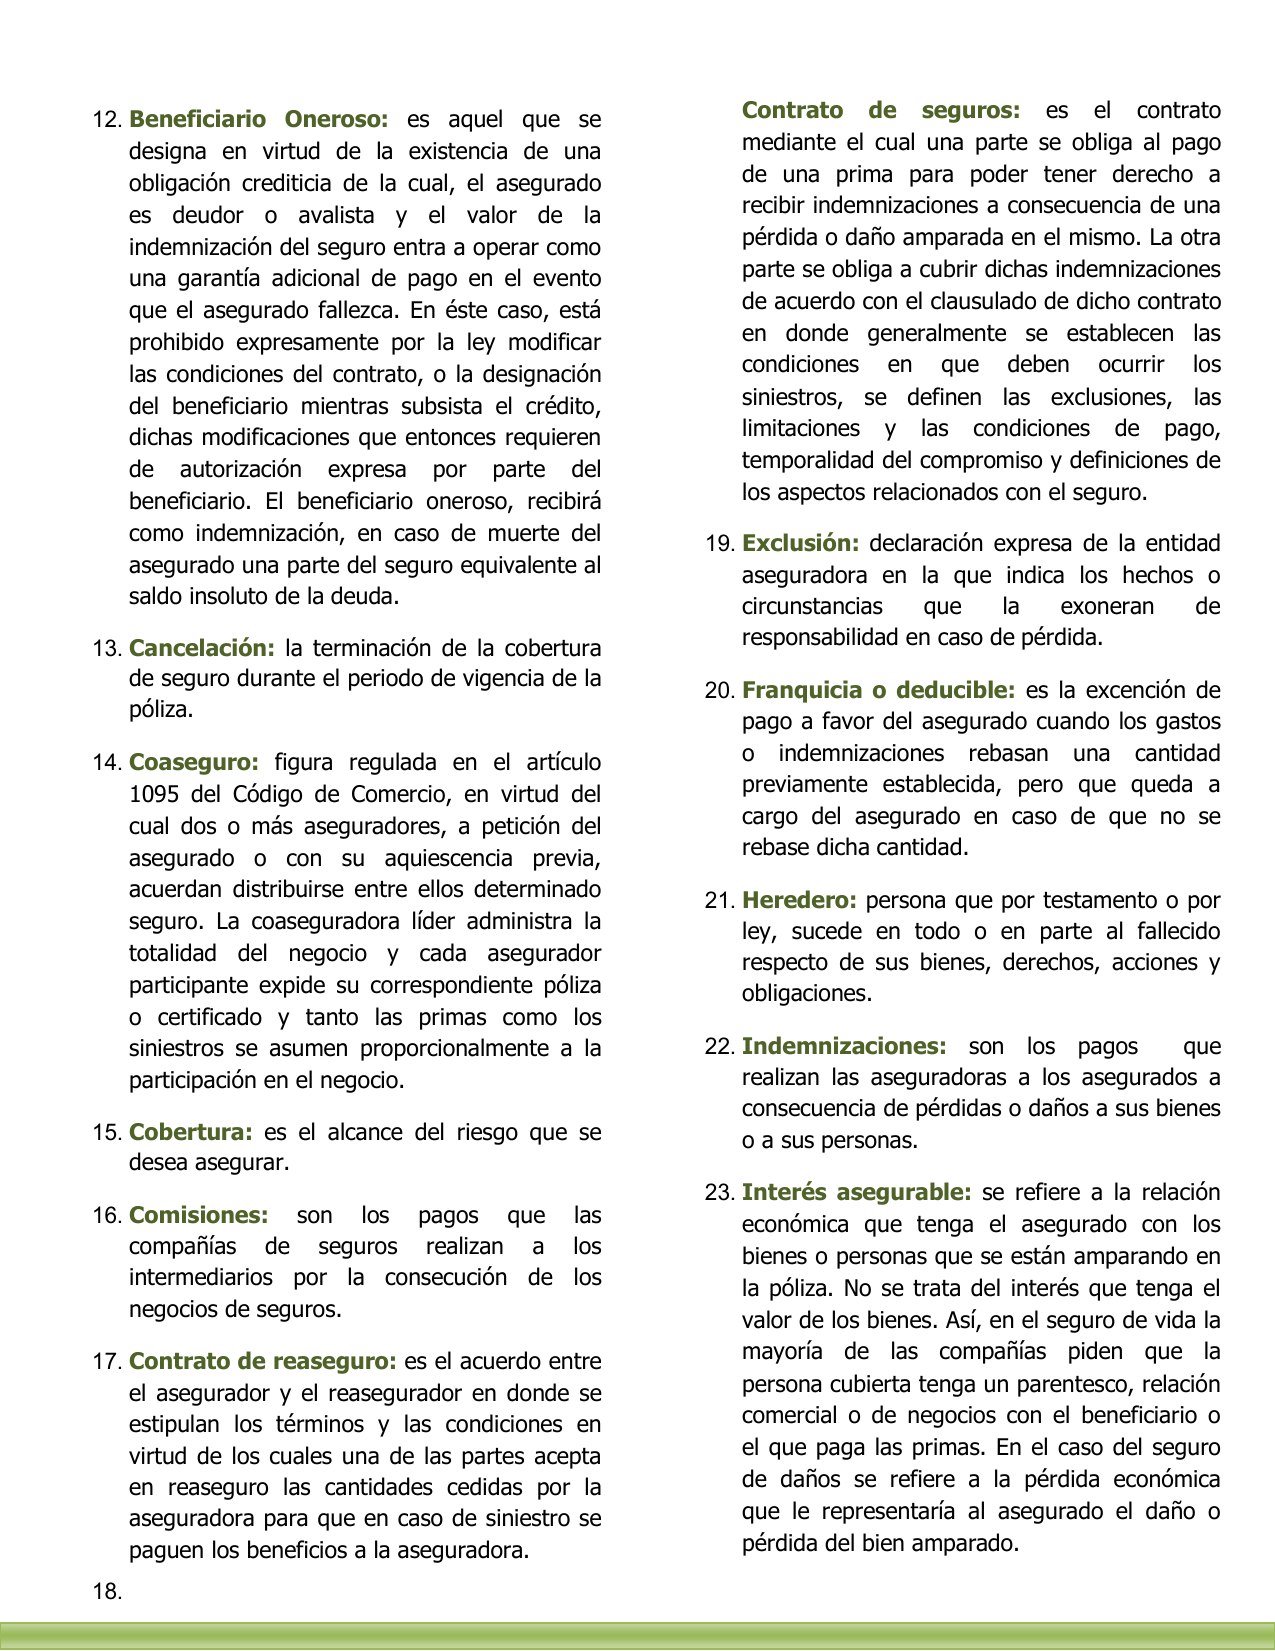 12. Beneficiario Oneroso: es aquel que se
designa en virtud de la existencia de una
obligación crediticia de la cual, el asegurado
es deudor o avalista y el valor de la
indemnización del seguro entra a operar como
una garantía adicional de pago en el evento
que el asegurado fallezca. En éste caso, está
prohibido expresamente por la ley modificar
las condiciones del contrato, o la designación
del beneficiario mientras subsista el crédito,
dichas modificaciones que entonces requieren
de autorización expresa por parte del
beneficiario. El beneficiario oneroso, recibirá
como indemnización, en caso de muerte del
asegurado una parte del seguro equivalente al
saldo insoluto de la deuda.
13. Cancelación: la terminación de la cobertura
de seguro durante el periodo de vigencia de la
póliza.
14. Coaseguro: figura regulada en el artículo
1095 del Código de Comercio, en virtud del
cual dos o más aseguradores, a petición del
asegurado o con su aquiescencia previa,
acuerdan distribuirse entre ellos determinado
seguro. La coaseguradora líder administra la
totalidad del negocio y cada asegurador
participante expide su correspondiente póliza
o certificado y tanto las primas como los
siniestros se asumen proporcionalmente a la
participación en el negocio.
15. Cobertura: es el alcance del riesgo que se
desea asegurar.
16. Comisiones: son los pagos que las
compañías de seguros realizan a los
intermediarios por la consecución de los
negocios de seguros.
17. Contrato de reaseguro: es el acuerdo entre
el asegurador y el reasegurador en donde se
estipulan los términos y las condiciones en
virtud de los cuales una de las partes acepta
en reaseguro las cantidades cedidas por la
aseguradora para que en caso de siniestro se
paguen los beneficios a la aseguradora.
18.
Contrato de seguros: es el contrato
mediante el cual una parte se obliga al pago
de una prima para poder tener derecho a
recibir indemnizaciones a consecuencia de una
pérdida o daño amparada en el mismo. La otra
parte se obliga a cubrir dichas indemnizaciones
de acuerdo con el clausulado de dicho contrato
en donde generalmente se establecen las
condiciones en que deben ocurrir los
siniestros, se definen las exclusiones, las
limitaciones y las condiciones de pago,
temporalidad del compromiso y definiciones de
los aspectos relacionados con el seguro.
19. Exclusión: declaración expresa de la entidad
aseguradora en la que indica los hechos o
circunstancias que la exoneran de
responsabilidad en caso de pérdida.
20. Franquicia o deducible: es la excención de
pago a favor del asegurado cuando los gastos
o indemnizaciones rebasan una cantidad
previamente establecida, pero que queda a
cargo del asegurado en caso de que no se
rebase dicha cantidad.
21. Heredero: persona que por testamento o por
ley, sucede en todo o en parte al fallecido
respecto de sus bienes, derechos, acciones y
obligaciones.
22. Indemnizaciones: son los pagos que
realizan las aseguradoras a los asegurados a
consecuencia de pérdidas o daños a sus bienes
o a sus personas.
23. Interés asegurable: se refiere a la relación
económica que tenga el asegurado con los
bienes o personas que se están amparando en
la póliza. No se trata del interés que tenga el
valor de los bienes. Así, en el seguro de vida la
mayoría de las compañías piden que la
persona cubierta tenga un parentesco, relación
comercial o de negocios con el beneficiario o
el que paga las primas. En el caso del seguro
de daños se refiere a la pérdida económica
que le representaría al asegurado el daño o
pérdida del bien amparado.